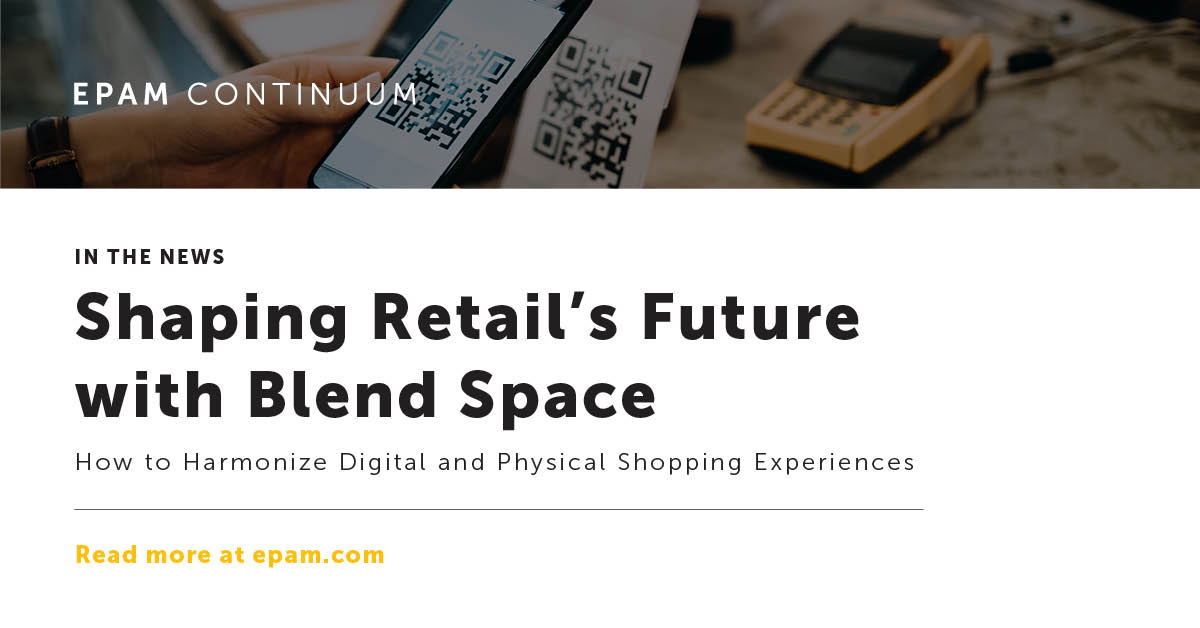 EPAM CONTINUUM
IN THE NEWS
Shaping Retail’s Future
with Blend Space
How to Harmonize Digital and Physical Shopping Experiences
Read more at epam.com